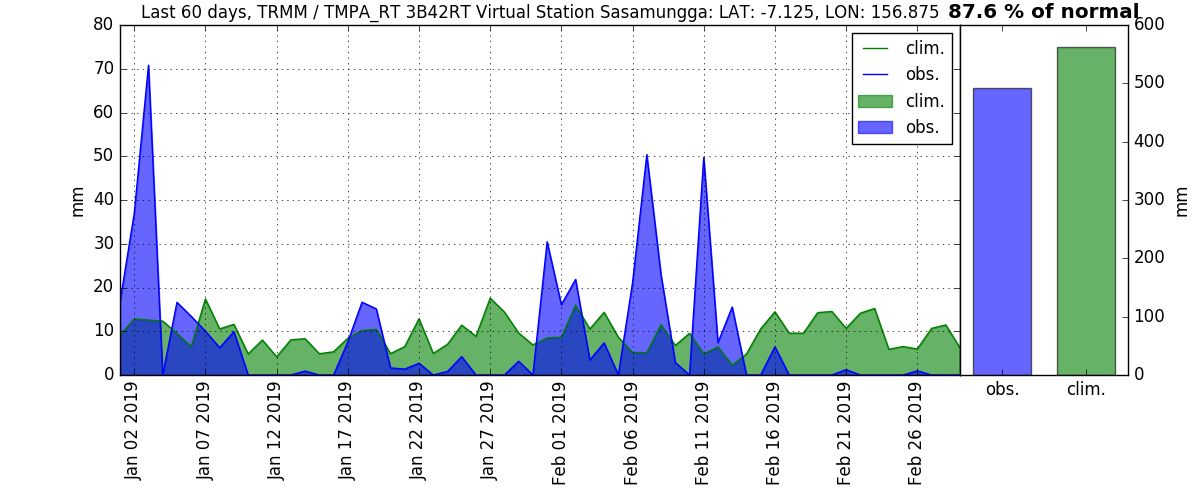 Last 60 days, TRMM / TMPA_RT 3B42RT Virtual Station Sasamungga: LAT: -7.125, LON: 156.875
87.6 % of normal
80
70
60
50
40
30
20
10
0
mm
clim.
obs.
clim.
obs.
Jan 02 2019
Jan 07 2019
Jan 12 2019
Jan 17 2019
Jan 22 2019
Jan 27 2019
Feb 01 2019
Feb 06 2019
Feb 11 2019
Feb 16 2019
Feb 21 2019
Feb 26 2019
600
500
400
300
200
100
0
mm
obs.
clim.